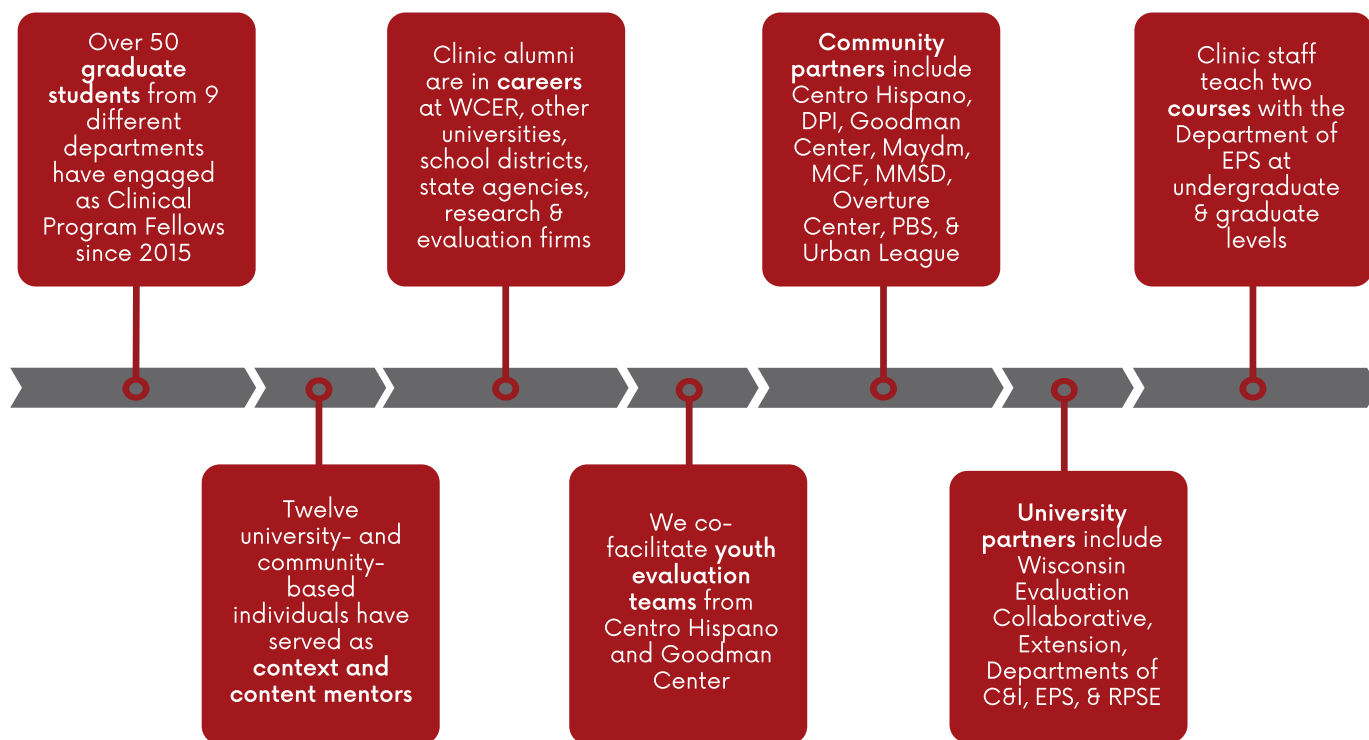 Over 50
graduate
students from 9
different
departments
have engaged
as Clinical
Program Fellows
since 2015
Twelve
university- and
community-
based
individuals have
served as
context and
content mentors
Clinic alumni
are in careers
at WCER, other
universities,
school districts,
state agencies,
research &
evaluation firms
We co-
facilitate youth
evaluation
teams from
Centro Hispano
and Goodman
Center
Community
partners include
Centro Hispano,
DPI, Goodman
Center, Maydm,
MCF, MMSD,
Overture
Center, PBS, &
Urban League
University
partners include
Wisconsin
Evaluation
Collaborative,
Extension,
Departments of
C&I, EPS, & RPSE
Clinic staff
teach two
courses with the
Department of
EPS at
undergraduate
& graduate
levels